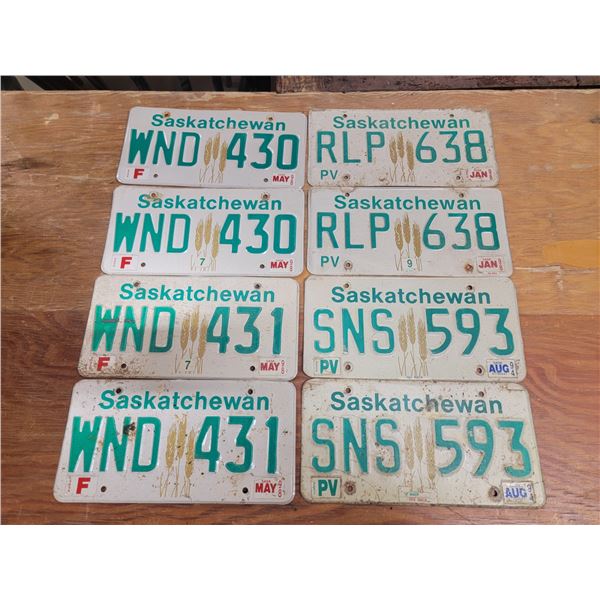 Saskatchewan
WND 430
F MAY
Saskatchewan
RLP 638
PV JAN
Saskatchewan
WND 430
F 7 MAY
Saskatchewan
RLP 638
PV 9 JAN
Saskatchewan
WND 431
F 7 MAY
Saskatchewan
SNS 593
PV AUG
Saskatchewan
WND 431
F MAY
Saskatchewan
SNS 593
PV AUG